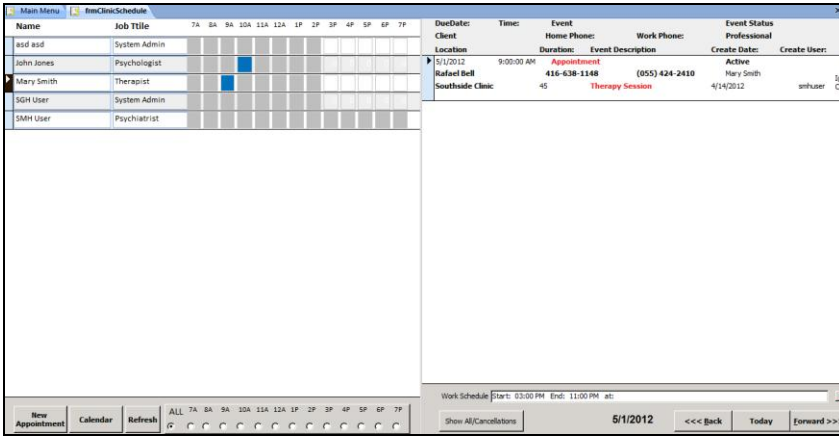 Main Menu frmClinicSchedule
Name Job Ttile 7A 8A 9A 10A 11A 12A 1P 2P 3P 4P 5P 6P 7P
asd asd System Admin
John Jones Psychologist
Mary Smith Therapist
SGH User System Admin
SMH User Psychiatrist
DueDate: Time: Event Event Status
Client Home Phone: Work Phone: Professional
Location Duration: Event Description Create Date: Create User:
5/1/2012 9:00:00 AM Appointment Active
Rafael Bell 416-638-1148 (055) 424-2410 Mary Smith
Southside Clinic 45 Therapy Session 4/14/2012 smhuser
Work Schedule Start: 03:00 PM End: 11:00 PM at:
New Appointment Calendar Refresh ALL 7A 8A 9A 10A 11A 12A 1P 2P 3P 4P 5P 6P 7P
Show All/Cancellations 5/1/2012 <<< Back Today Forward >>